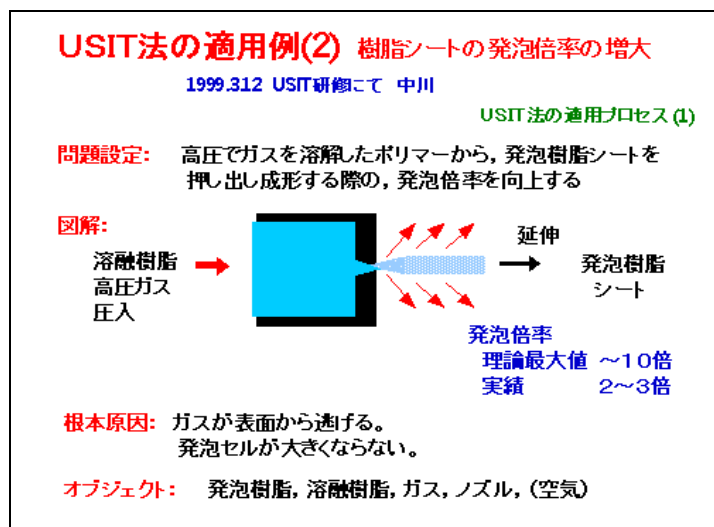 USIT法の適用例(2) 樹脂シートの発泡倍率の増大
1999.3.12 USIT研修にて 中川
USIT法の適用プロセス(1)
問題設定: 高圧でガスを溶解したポリマーから,発泡樹脂シートを
押し出し成形する際の,発泡倍率を向上する
図解:
溶融樹脂
高圧ガス
圧入
延伸
発泡樹脂
シート
発泡倍率
理論最大値 ~10倍
実績 2~3倍
根本原因: ガスが表面から逃げる。
発泡セルが大きくならない。
オブジェクト: 発泡樹脂,溶融樹脂,ガス,ノズル,(空気)